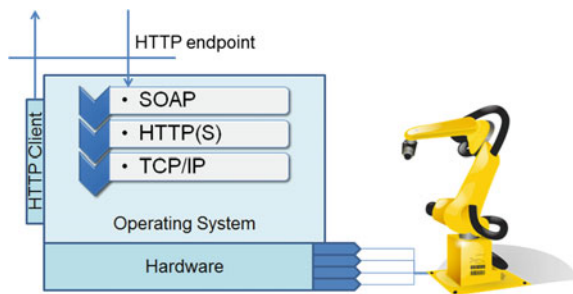 HTTP endpoint
• SOAP
• HTTP(S)
• TCP/IP
HTTP Client
Operating System
Hardware